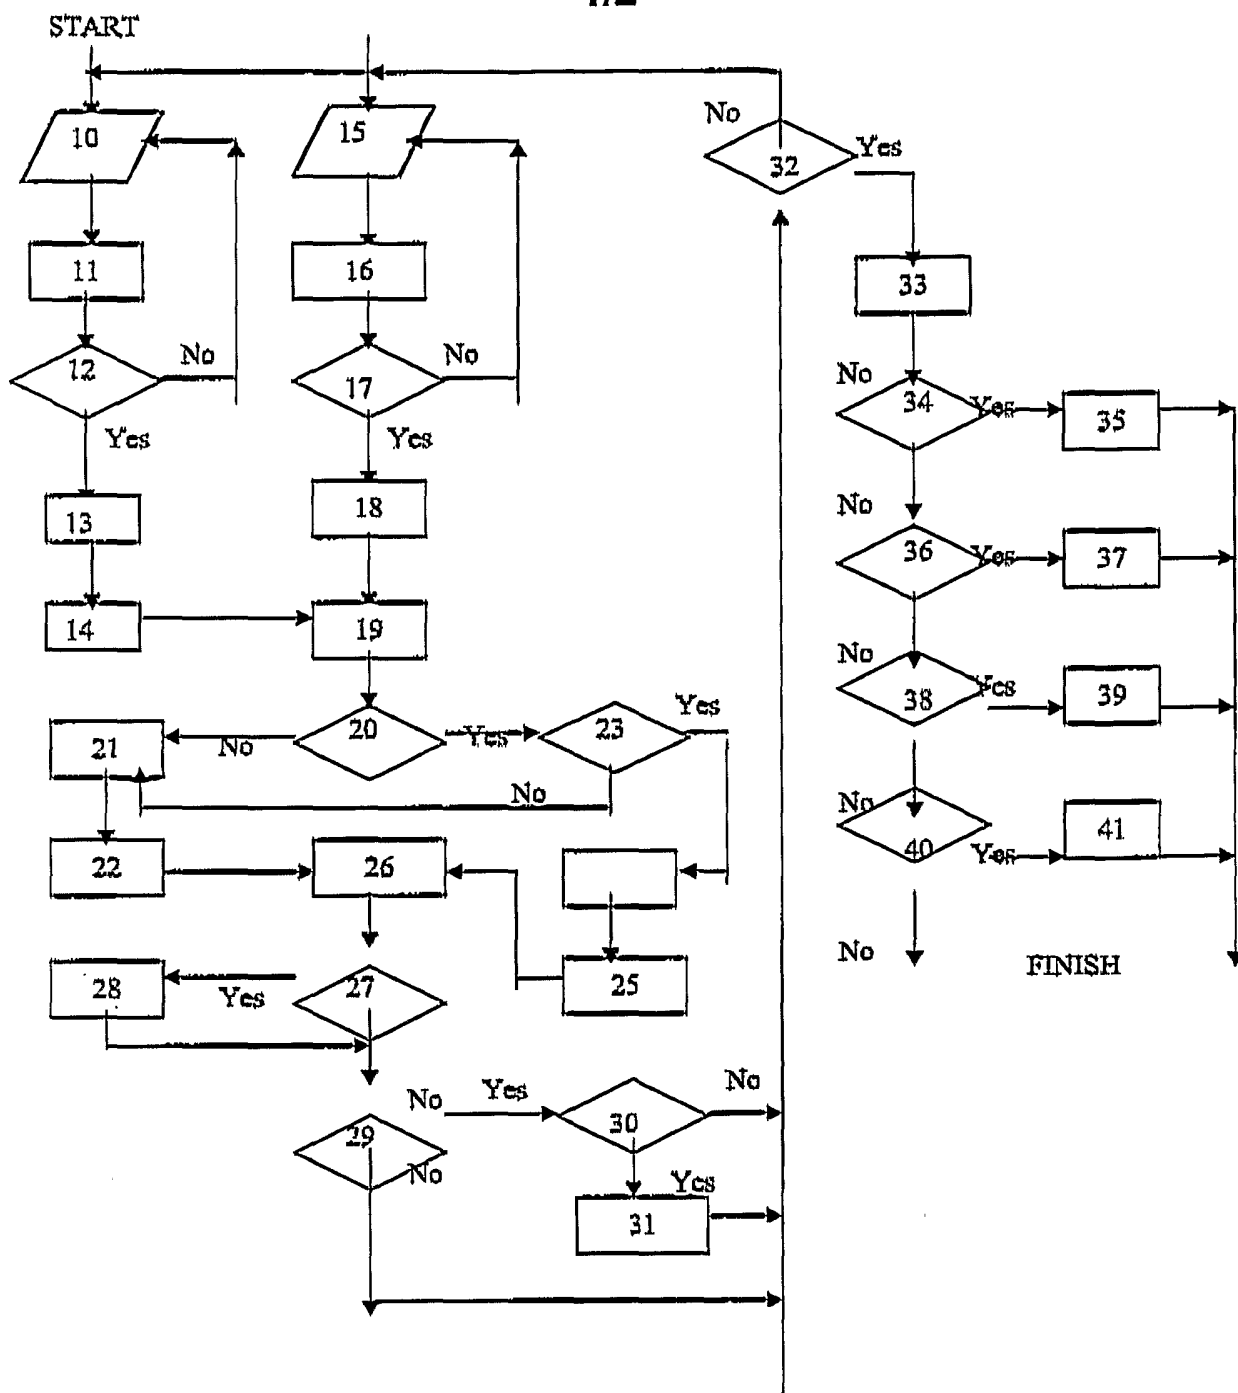 1/2
START
10
15
No
32
Yes
11
16
33
12
No
17
No
No
34
Yes
35
Yes
Yes
13
18
No
36
Yes
37
14
19
No
38
Yes
39
21
No
20
Yes
23
Yes
No
No
40
Yes
41
22
26
No
FINISH
28
Yes
27
25
No
Yes
30
No
29
No
Yes
31